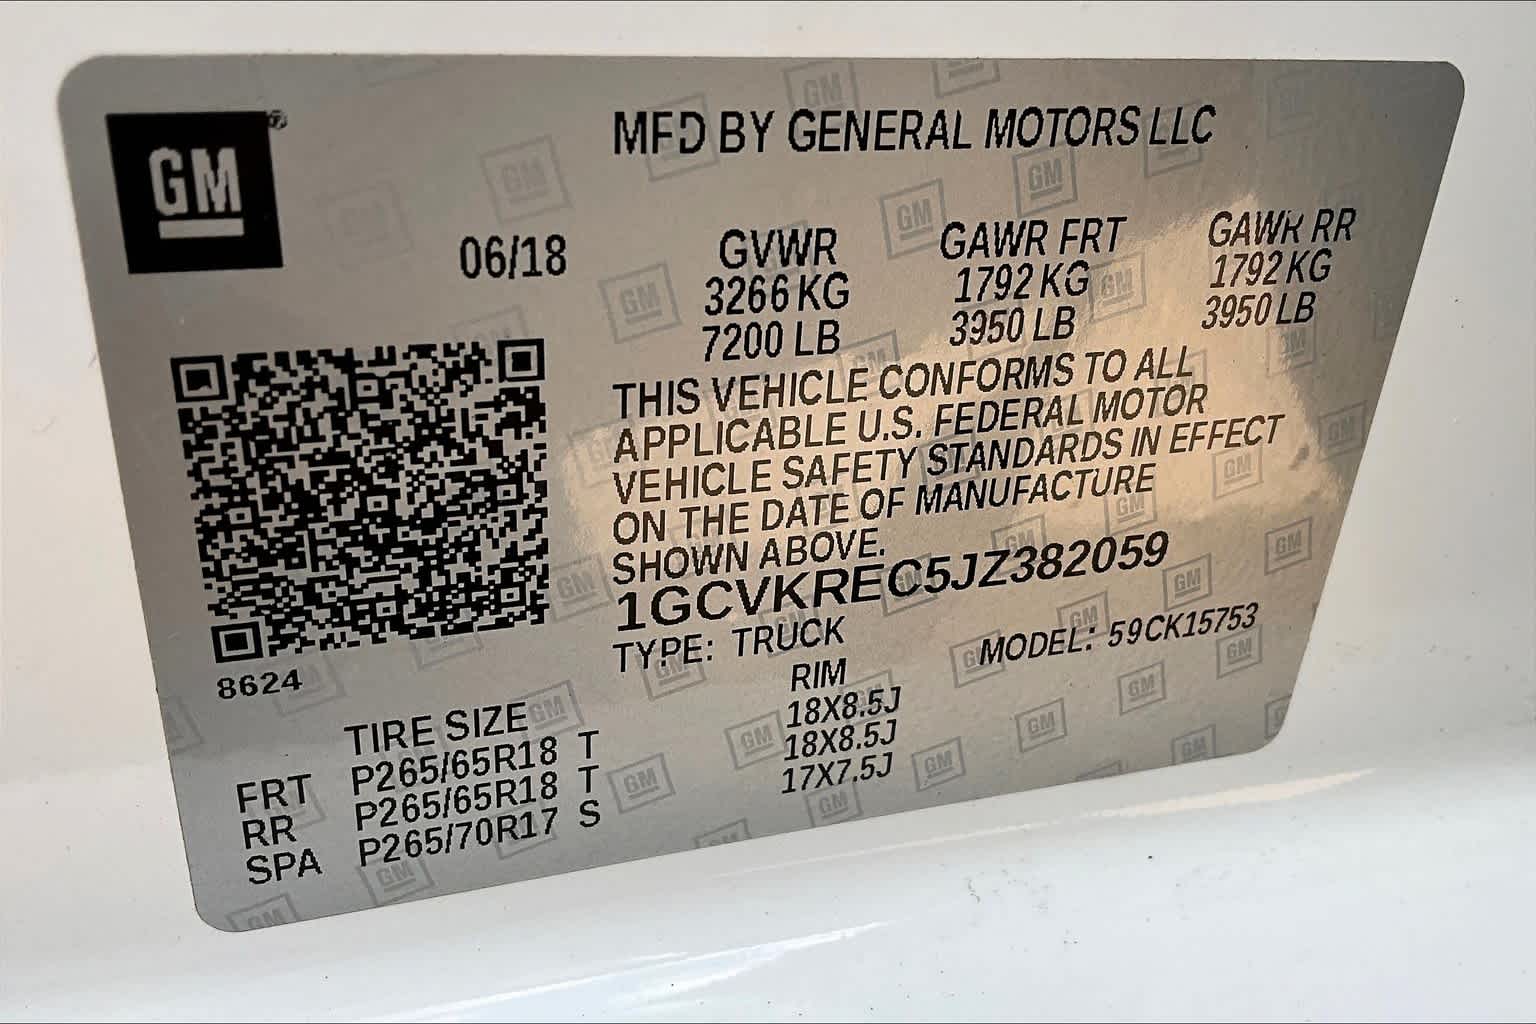 GM
MFD BY GENERAL MOTORS LLC
06/18 GVWR GAWR FRT GAWR RR
3266 KG 1792 KG 1792 KG
7200 LB 3950 LB 3950 LB
THIS VEHICLE CONFORMS TO ALL
APPLICABLE U.S. FEDERAL MOTOR
VEHICLE SAFETY STANDARDS IN EFFECT
ON THE DATE OF MANUFACTURE
SHOWN ABOVE.
1GCVKREC5JZ382059
TYPE: TRUCK MODEL: 59CK15753
8624
TIRE SIZE RIM
FRT P265/65R18 T 18X8.5J
RR P265/65R18 T 18X8.5J
SPA P265/70R17 S 17X7.5J